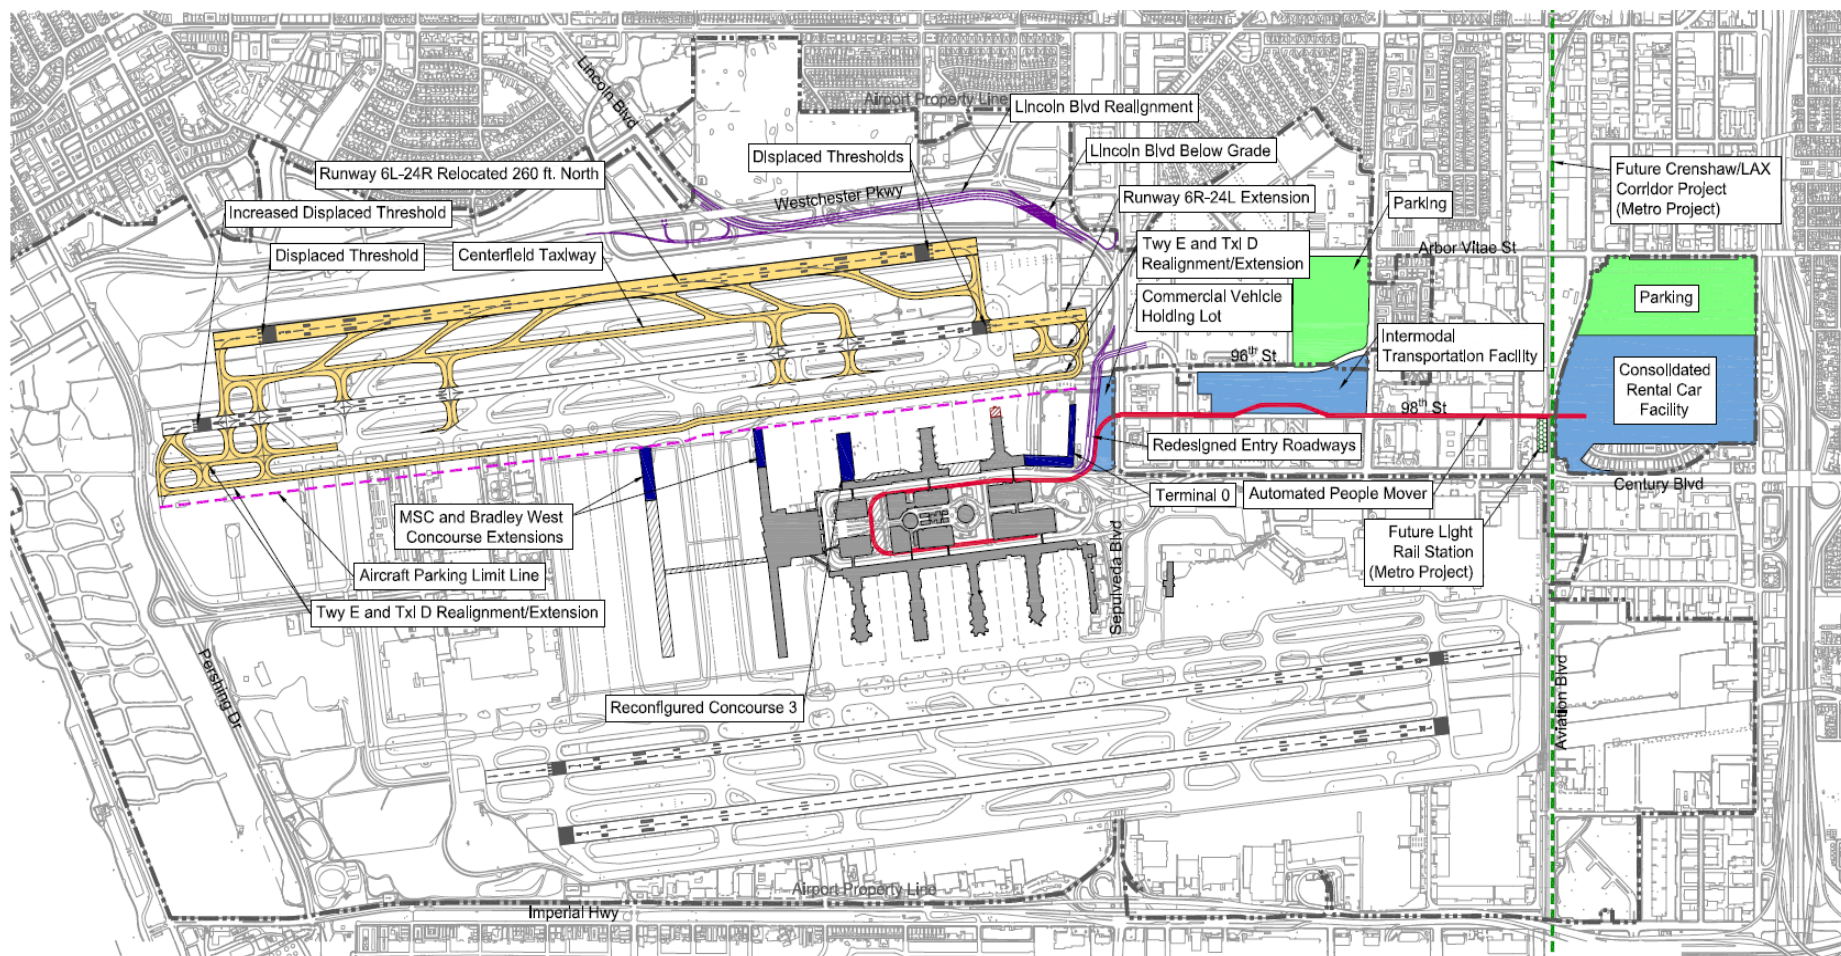 Lincoln Blvd
Airport Property Line
Lincoln Blvd Realignment
Displaced Thresholds
Lincoln Blvd Below Grade
Runway 6L-24R Relocated 260 ft. North
Westchester Pkwy
Runway 6R-24L Extension
Parking
Future Crenshaw/LAX
Corridor Project
(Metro Project)
Increased Displaced Threshold
Displaced Threshold
Centerfield Taxiway
Twy E and Txl D
Realignment/Extension
Arbor Vitae St
Commercial Vehicle
Holding Lot
Parking
Intermodal
Transportation Facility
96th St
Consolidated
Rental Car
Facility
98th St
Redesigned Entry Roadways
Century Blvd
Terminal 0
Automated People Mover
MSC and Bradley West
Concourse Extensions
Future Light
Rail Station
(Metro Project)
Aircraft Parking Limit Line
Twy E and Txl D Realignment/Extension
Sepulveda Blvd
Pershing Dr
Reconfigured Concourse 3
Aviation Blvd
Airport Property Line
Imperial Hwy